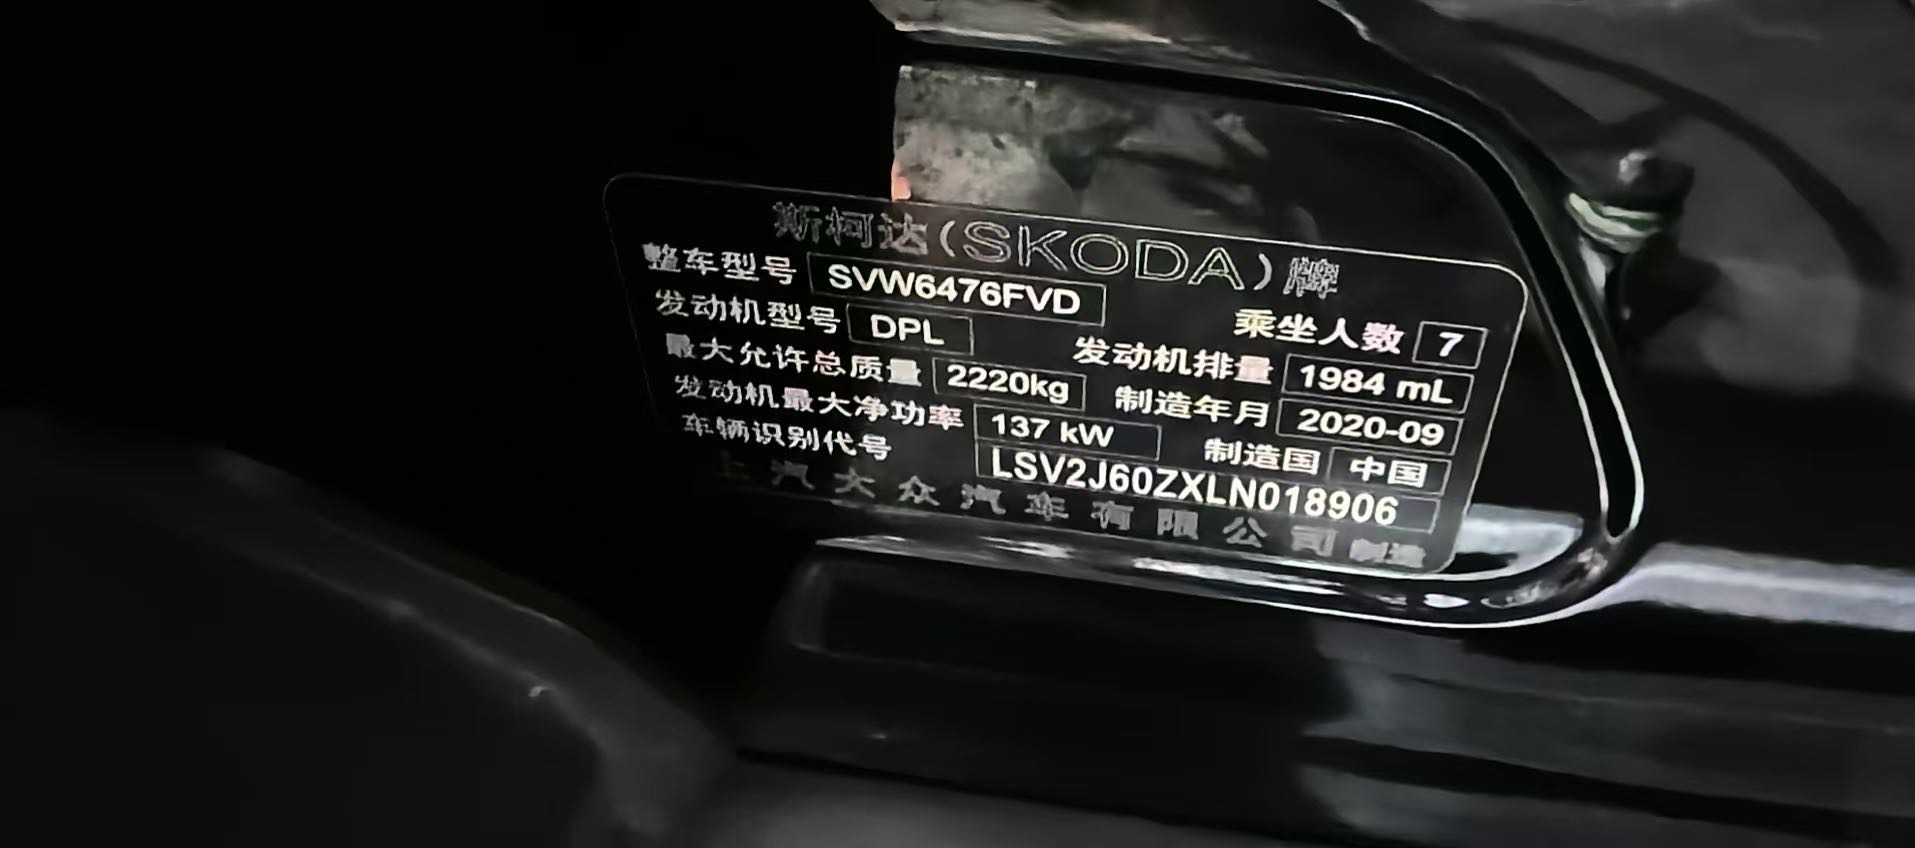 斯柯达(SKODA)牌
整车型号 SVW6476FVD 乘坐人数 7
发动机型号 DPL 发动机排量 1984 mL
最大允许总质量 2220kg 制造年月 2020-09
发动机最大净功率 137 kW 制造国 中国
车辆识别代号 LSV2J60ZXLN018906
上汽大众汽车有限公司 制造